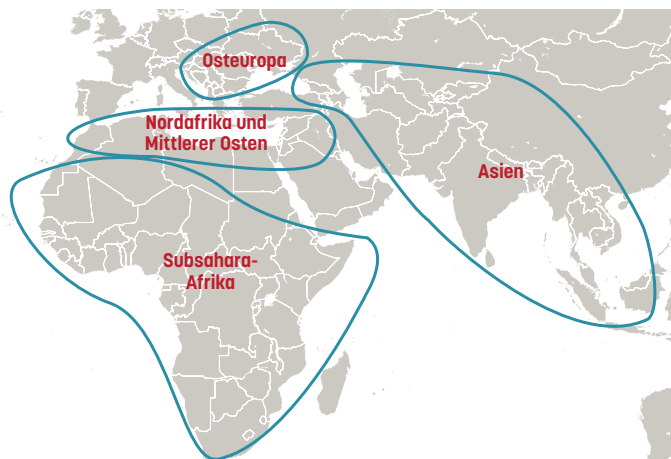 Osteuropa
Nordafrika und
Mittlerer Osten
Asien
Subsahara-
Afrika